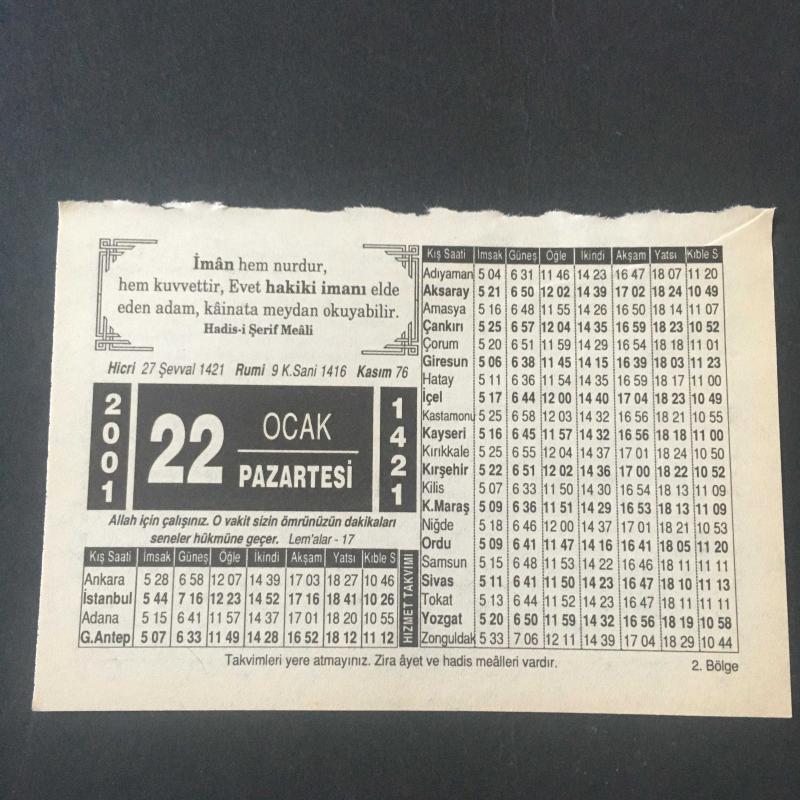 İmân hem nurdur,
hem kuvvettir, Evet hakiki imanı elde
eden adam, kâinata meydan okuyabilir.
Hadis-i Şerif Meâli
Hicri 27 Şevval 1421 Rumi 9 K.Sani 1416 Kasım 76
2001
22
OCAK
PAZARTESİ
1421
Allah için çalışınız. O vakit sizin ömrünüzün dakikaları
seneler hükmüne geçer. Lem'alar - 17
Kış Saati İmsak Güneş Öğle İkindi Akşam Yatsı Kıble S
Ankara 5 28 6 58 12 07 14 39 17 03 18 27 10 46
İstanbul 5 44 7 16 12 23 14 52 17 16 18 41 10 26
Adana 5 15 6 41 11 57 14 37 17 01 18 20 10 55
G.Antep 5 07 6 33 11 49 14 28 16 52 18 12 11 12
HİZMET TAKVİMİ
Kış Saati İmsak Güneş Öğle İkindi Akşam Yatsı Kıble S
Adıyaman 5 04 6 31 11 46 14 23 16 47 18 07 11 20
Aksaray 5 21 6 50 12 02 14 39 17 02 18 24 10 49
Amasya 5 16 6 48 11 55 14 26 16 50 18 14 11 07
Çankırı 5 25 6 57 12 04 14 35 16 59 18 23 10 52
Çorum 5 20 6 51 11 59 14 29 16 54 18 18 11 01
Giresun 5 06 6 38 11 45 14 15 16 39 18 03 11 23
Hatay 5 11 6 36 11 54 14 35 16 59 18 17 11 00
İçel 5 17 6 44 12 00 14 40 17 04 18 23 10 49
Kastamonu 5 25 6 58 12 03 14 32 16 56 18 21 10 55
Kayseri 5 16 6 45 11 57 14 32 16 56 18 18 11 00
Kırıkkale 5 25 6 55 12 04 14 37 17 01 18 24 10 50
Kırşehir 5 22 6 51 12 02 14 36 17 00 18 22 10 52
Kilis 5 07 6 33 11 50 14 30 16 54 18 13 11 09
K.Maraş 5 09 6 36 11 51 14 29 16 53 18 13 11 09
Niğde 5 18 6 46 12 00 14 37 17 01 18 21 10 53
Ordu 5 09 6 41 11 47 14 16 16 41 18 05 11 20
Samsun 5 15 6 48 11 53 14 22 16 46 18 11 11 11
Sivas 5 11 6 41 11 50 14 23 16 47 18 10 11 13
Tokat 5 13 6 44 11 52 14 23 16 47 18 11 11 11
Yozgat 5 20 6 50 11 59 14 32 16 56 18 19 10 58
Zonguldak 5 33 7 06 12 11 14 39 17 04 18 29 10 44
Takvimleri yere atmayınız. Zira âyet ve hadis meâlleri vardır.
2. Bölge